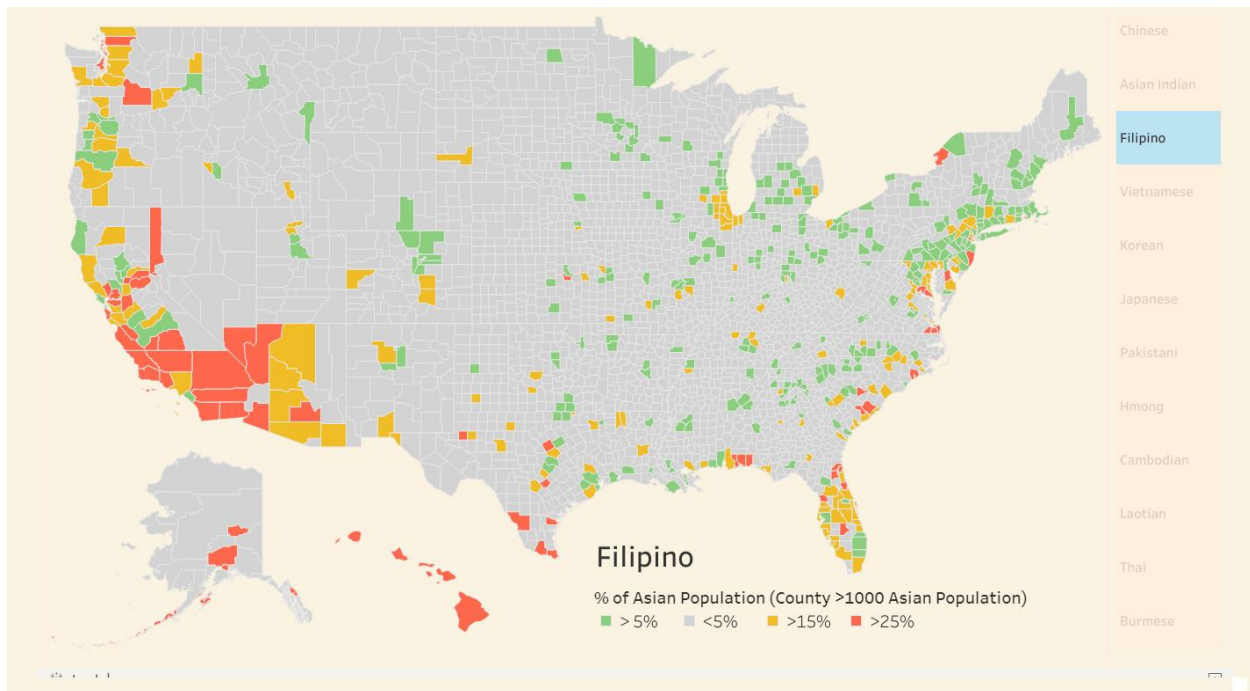 Chinese
Asian Indian
Filipino
Vietnamese
Korean
Japanese
Pakistani
Hmong
Cambodian
Laotian
Thai
Burmese
Filipino
% of Asian Population (County >1000 Asian Population)
> 5% <5% >15% >25%